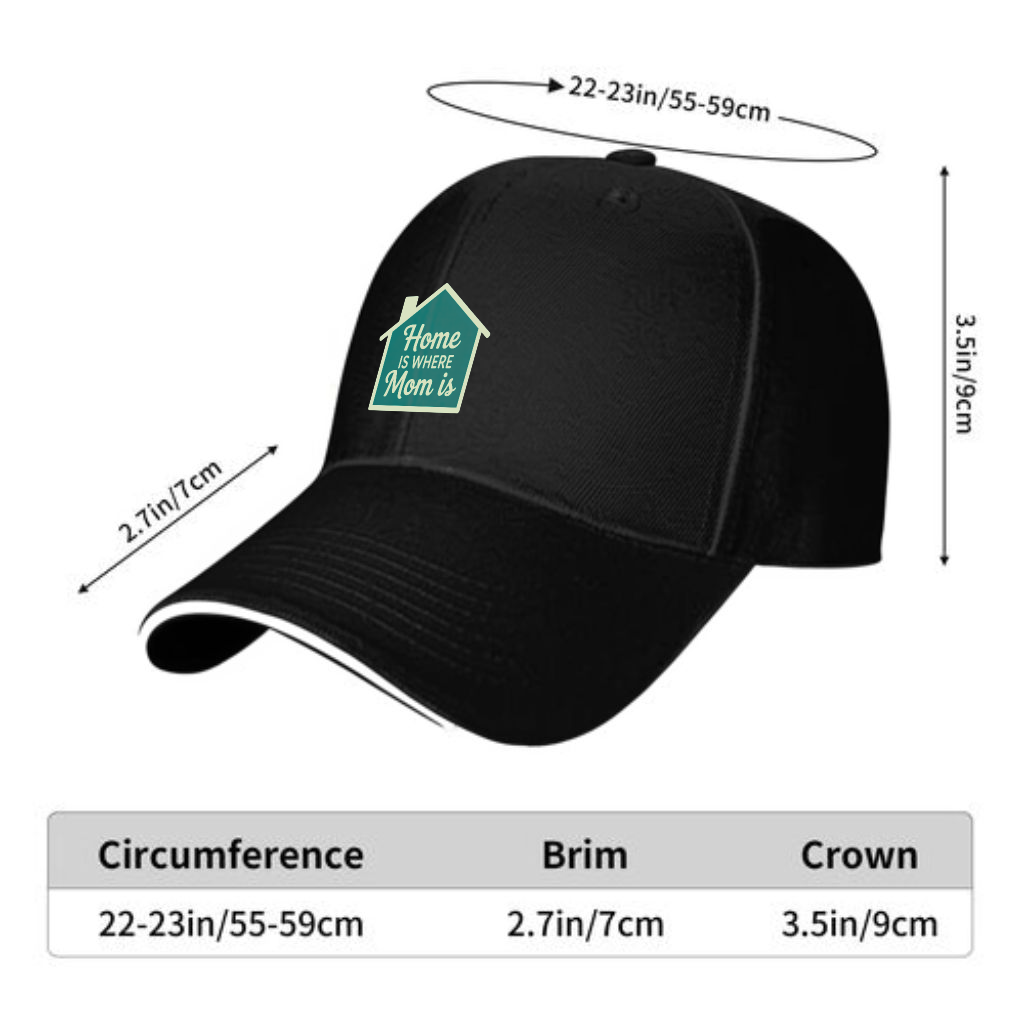 22-23in/55-59cm
3.5in/9cm
Home
IS WHERE
Mom is
2.7in/7cm
Circumference Brim Crown
22-23in/55-59cm 2.7in/7cm 3.5in/9cm